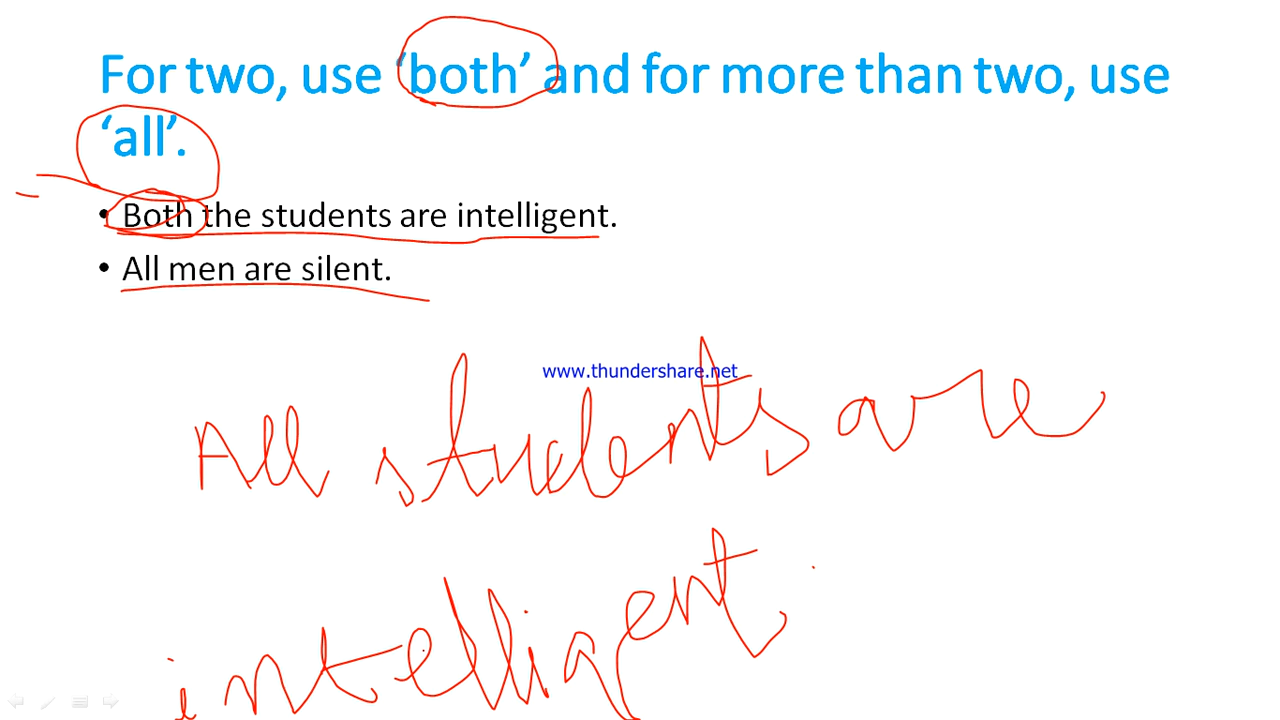 For two, use ‘both’ and for more than two, use
‘all’.
• Both the students are intelligent.
• All men are silent.
www.thundershare.net
All students are
intelligent